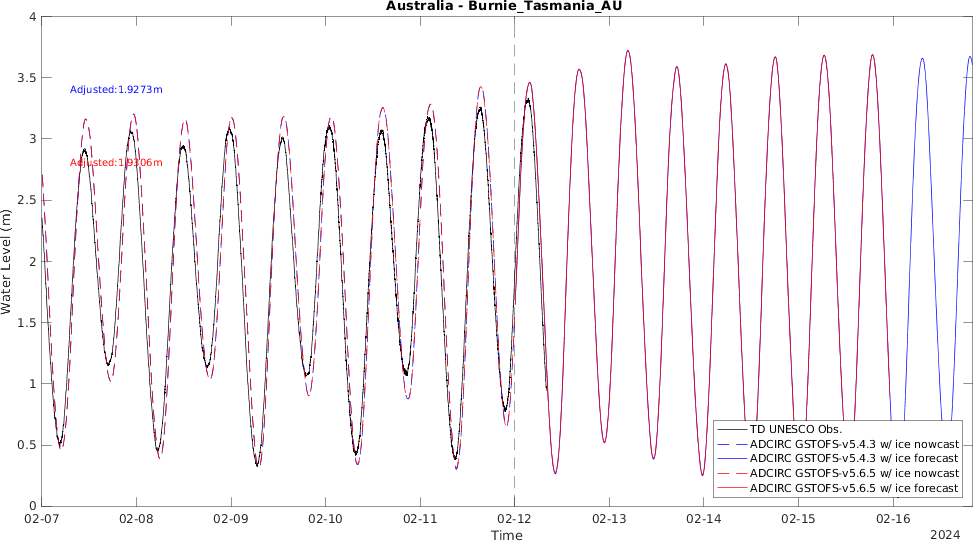 Australia - Burnie_Tasmania_AU
4
3.5
3
2.5
2
1.5
1
0.5
0
Water Level (m)
Adjusted:1.9273m
Adjusted:1.9306m
TD UNESCO Obs.
ADCIRC GSTOFS-v5.4.3 w/ ice nowcast
ADCIRC GSTOFS-v5.4.3 w/ ice forecast
ADCIRC GSTOFS-v5.6.5 w/ ice nowcast
ADCIRC GSTOFS-v5.6.5 w/ ice forecast
02-07 02-08 02-09 02-10 02-11 02-12 02-13 02-14 02-15 02-16
Time
2024